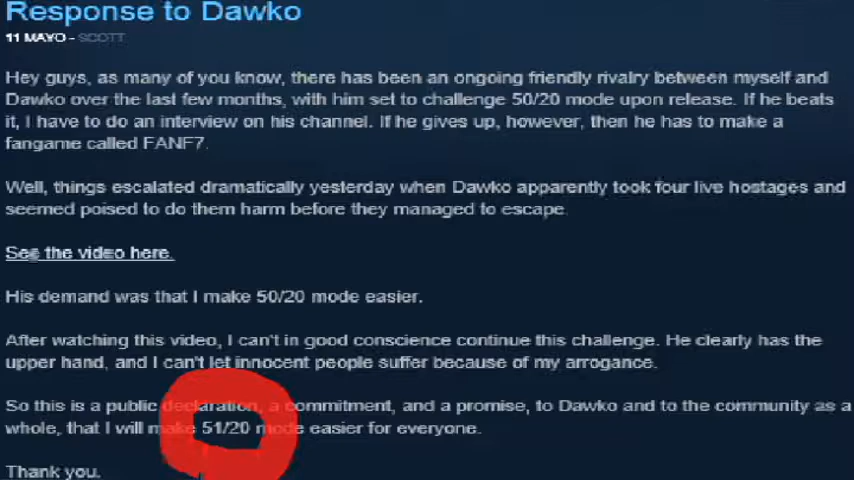 Response to Dawko
11 MAYO - SCOTT
Hey guys, as many of you know, there has been an ongoing friendly rivalry between myself and
Dawko over the last few months, with him set to challenge 50/20 mode upon release. If he beats
it, I have to do an interview on his channel. If he gives up, however, then he has to make a
fangame called FANF7.
Well, things escalated dramatically yesterday when Dawko apparently took four live hostages and
seemed poised to do them harm before they managed to escape.
See the video here.
His demand was that I make 50/20 mode easier.
After watching this video, I can't in good conscience continue this challenge. He clearly has the
upper hand, and I can't let innocent people suffer because of my arrogance.
So this is a public declaration, a commitment, and a promise, to Dawko and to the community as a
whole, that I will make 51/20 mode easier for everyone.
Thank you.